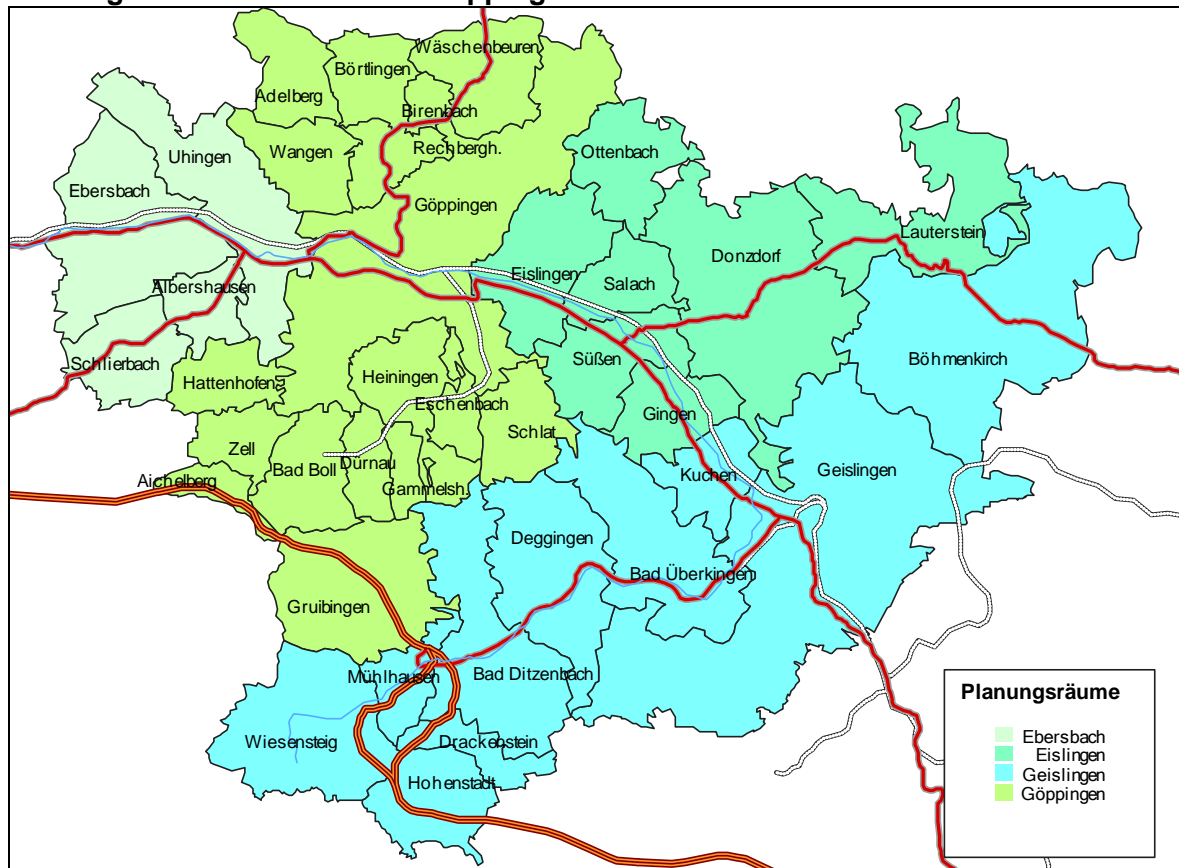 Wäschenbeuren
Börtlingen
Adelberg
Birenbach
Rechbergh.
Wangen
Ottenbach
Uhingen
Ebersbach
Göppingen
Lauterstein
Donzdorf
Eislingen
Salach
Albershausen
Süßen
Böhmenkirch
Schlierbach
Heiningen
Hattenhofen
Eschenbach
Gingen
Schlat
Zell
Bad Boll
Dürnau
Geislingen
Kuchen
Aichelberg
Gammelsh.
Deggingen
Bad Überkingen
Gruibingen
Mühlhausen
Bad Ditzenbach
Wiesensteig
Drackenstein
Hohenstadt
Planungsräume
Ebersbach
Eislingen
Geislingen
Göppingen